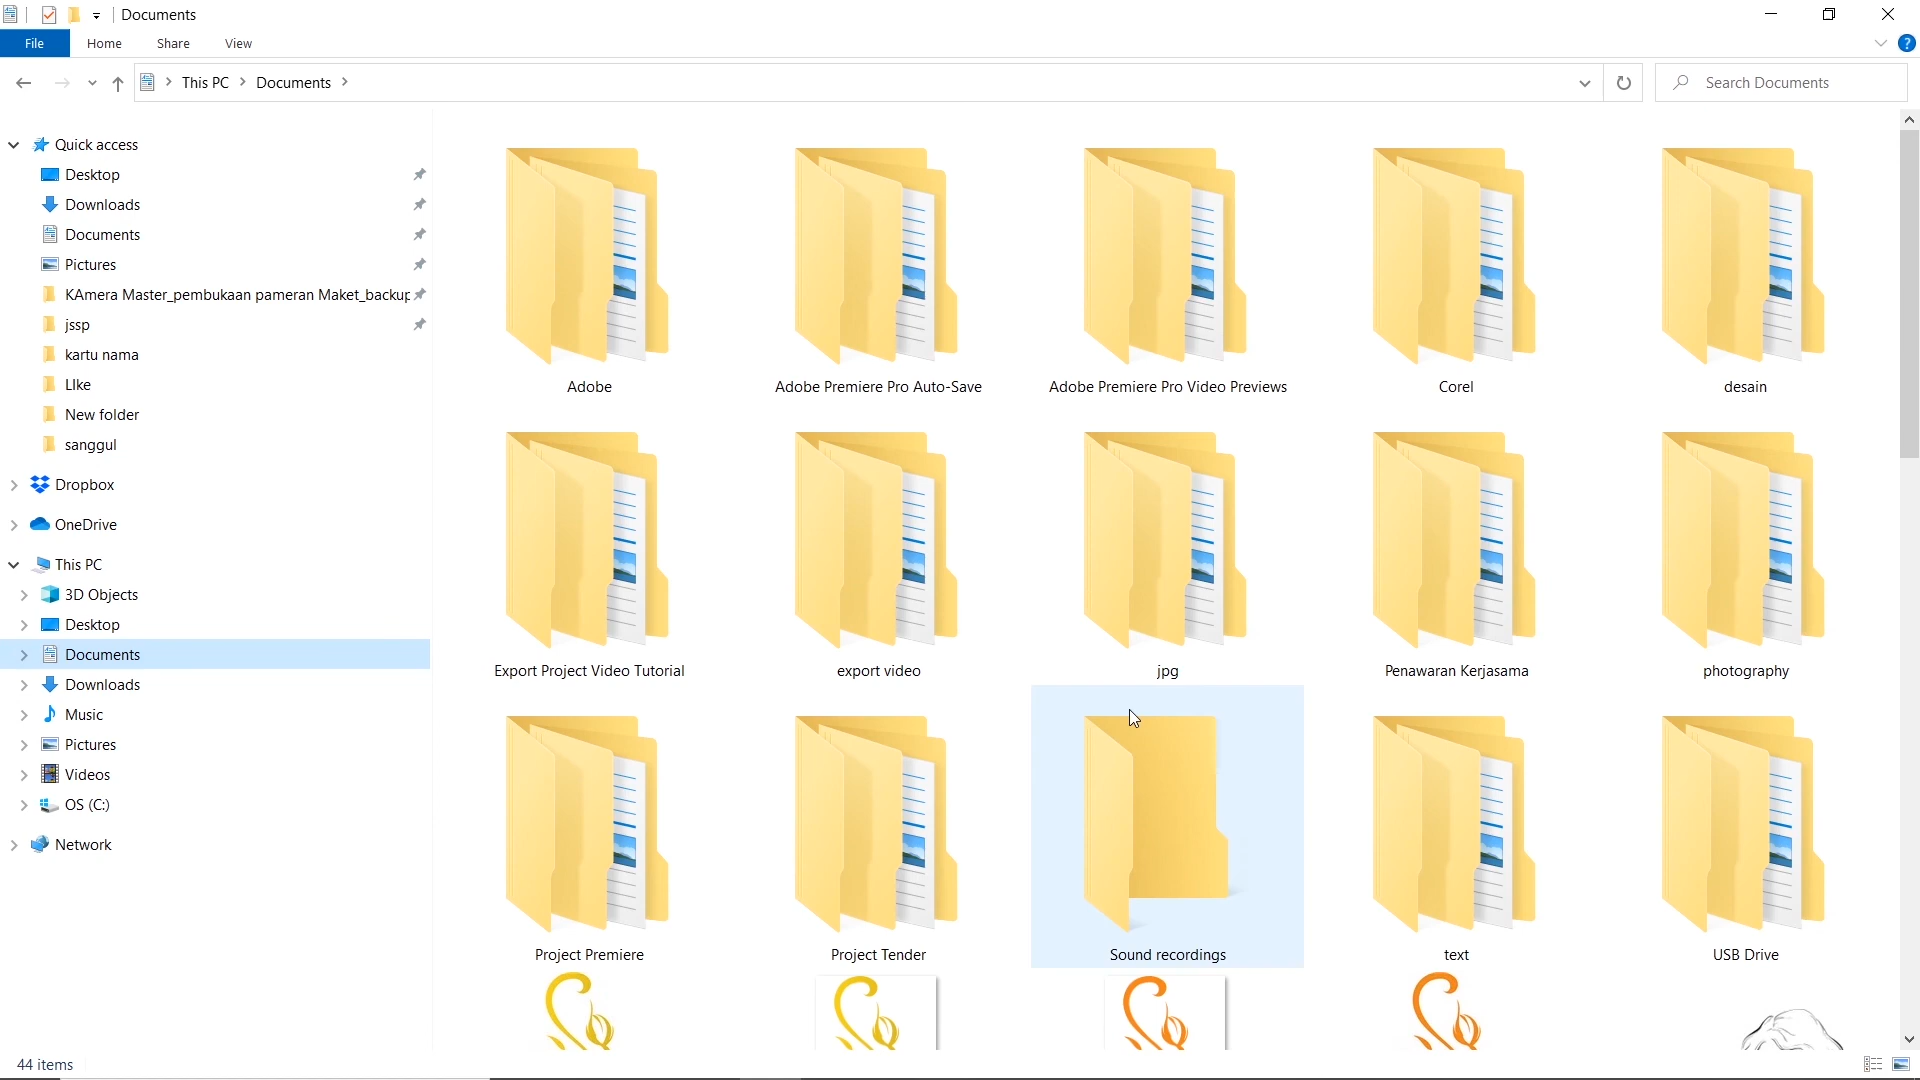 Documents
File Home Share View
This PC Documents
Search Documents
Quick access
Desktop
Downloads
Documents
Pictures
KAmera Master_pembukaan pameran Maket_backup
jssp
kartu nama
LIke
New folder
sanggul
Dropbox
OneDrive
This PC
3D Objects
Desktop
Documents
Downloads
Music
Pictures
Videos
OS (C:)
Network
Adobe Adobe Premiere Pro Auto-Save Adobe Premiere Pro Video Previews Corel desain
Export Project Video Tutorial export video jpg Penawaran Kerjasama photography
Project Premiere Project Tender Sound recordings text USB Drive
44 items